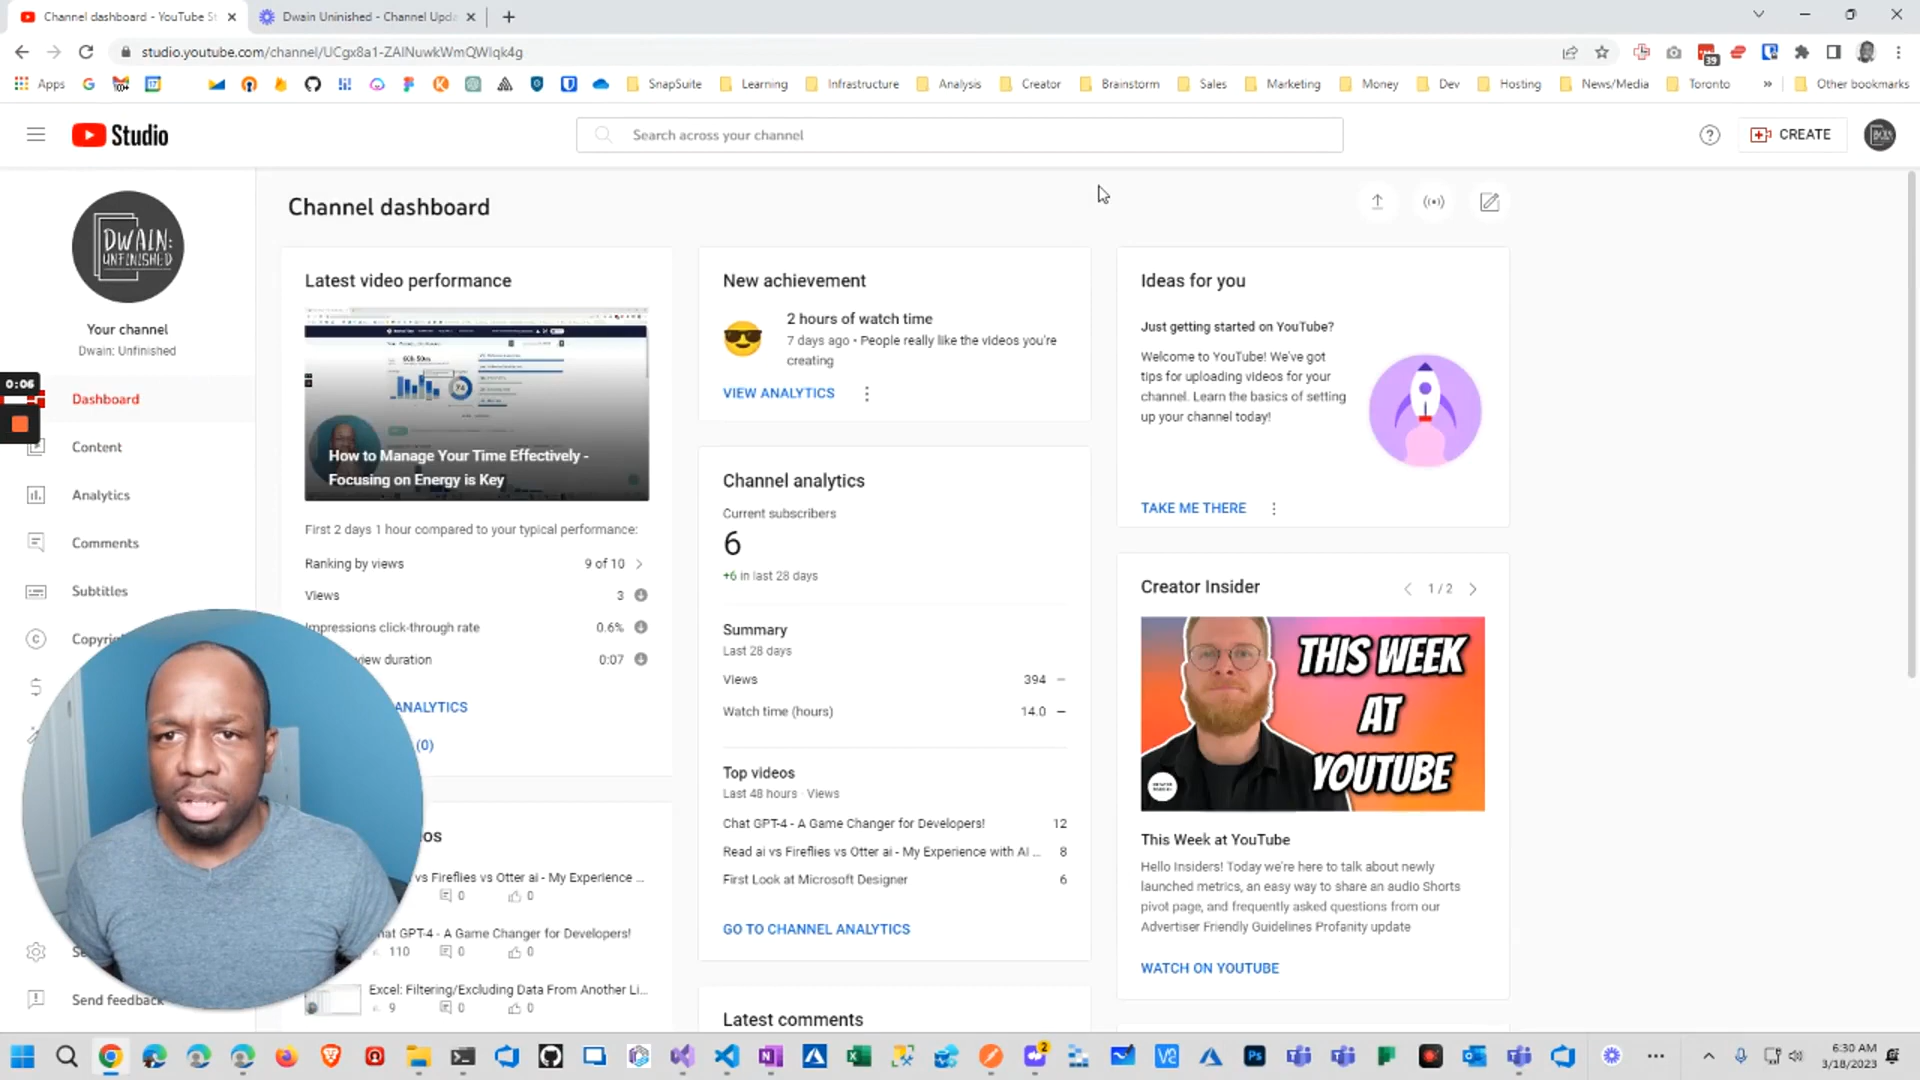 Channel dashboard - YouTube St
Dwain Uninished - Channel Upda
studio.youtube.com/channel/UCgx8a1-ZAlNuwkWmQWlqk4g
39
Apps
SnapSuite
Learning
Infrastructure
Analysis
Creator
Brainstorm
Sales
Marketing
Money
Dev
Hosting
News/Media
Toronto
Other bookmarks
Studio
Search across your channel
CREATE
DWAIN:
UNFINISHED
Your channel
Dwain: Unfinished
0:06
Dashboard
Content
Analytics
Comments
Subtitles
Send feedback
Channel dashboard
Latest video performance
How to Manage Your Time Effectively -
Focusing on Energy is Key
First 2 days 1 hour compared to your typical performance:
Ranking by views 9 of 10
Views 3
Impressions click-through rate 0.6%
view duration 0:07
ANALYTICS
(0)
vs Fireflies vs Otter ai - My Experience ...
0 0
hat GPT-4 - A Game Changer for Developers!
110 0 0
Excel: Filtering/Excluding Data From Another Li...
9 0 0
New achievement
2 hours of watch time
7 days ago • People really like the videos you're
creating
VIEW ANALYTICS
Channel analytics
Current subscribers
6
+6 in last 28 days
Summary
Last 28 days
Views 394 —
Watch time (hours) 14.0 —
Top videos
Last 48 hours · Views
Chat GPT-4 - A Game Changer for Developers! 12
Read ai vs Fireflies vs Otter ai - My Experience with AI ... 8
First Look at Microsoft Designer 6
GO TO CHANNEL ANALYTICS
Latest comments
Ideas for you
Just getting started on YouTube?
Welcome to YouTube! We've got
tips for uploading videos for your
channel. Learn the basics of setting
up your channel today!
TAKE ME THERE
Creator Insider
1 / 2
THIS WEEK
AT
YOUTUBE
This Week at YouTube
Hello Insiders! Today we're here to talk about newly
launched metrics, an easy way to share an audio Shorts
pivot page, and frequently asked questions from our
Advertiser Friendly Guidelines Profanity update
WATCH ON YOUTUBE
2
6:30 AM
3/18/2023